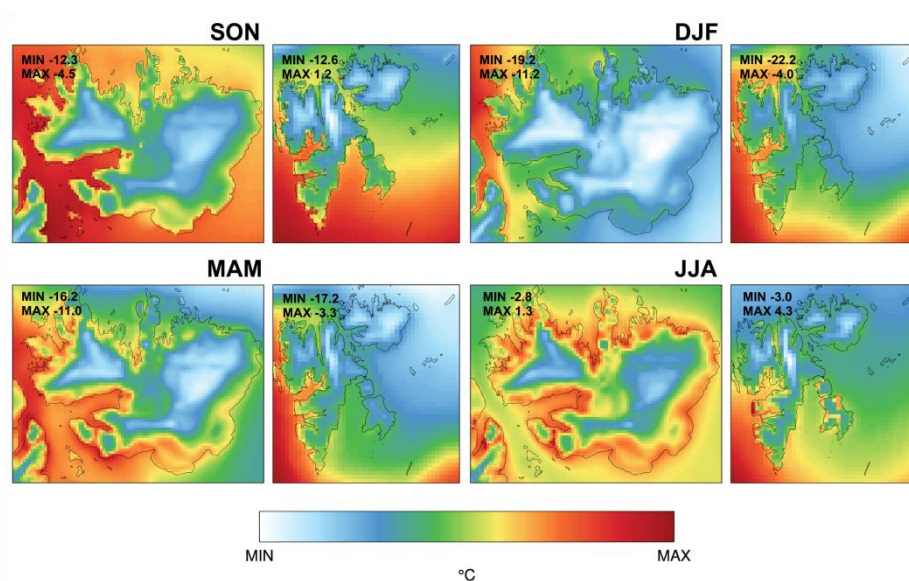 SON
DJF
MIN -12.3
MAX -4.5
MIN -12.6
MAX 1.2
MIN -19.2
MAX -11.2
MIN -22.2
MAX -4.0
MAM
JJA
MIN -16.2
MAX -11.0
MIN -17.2
MAX -3.3
MIN -2.8
MAX 1.3
MIN -3.0
MAX 4.3
MIN
MAX
ºC